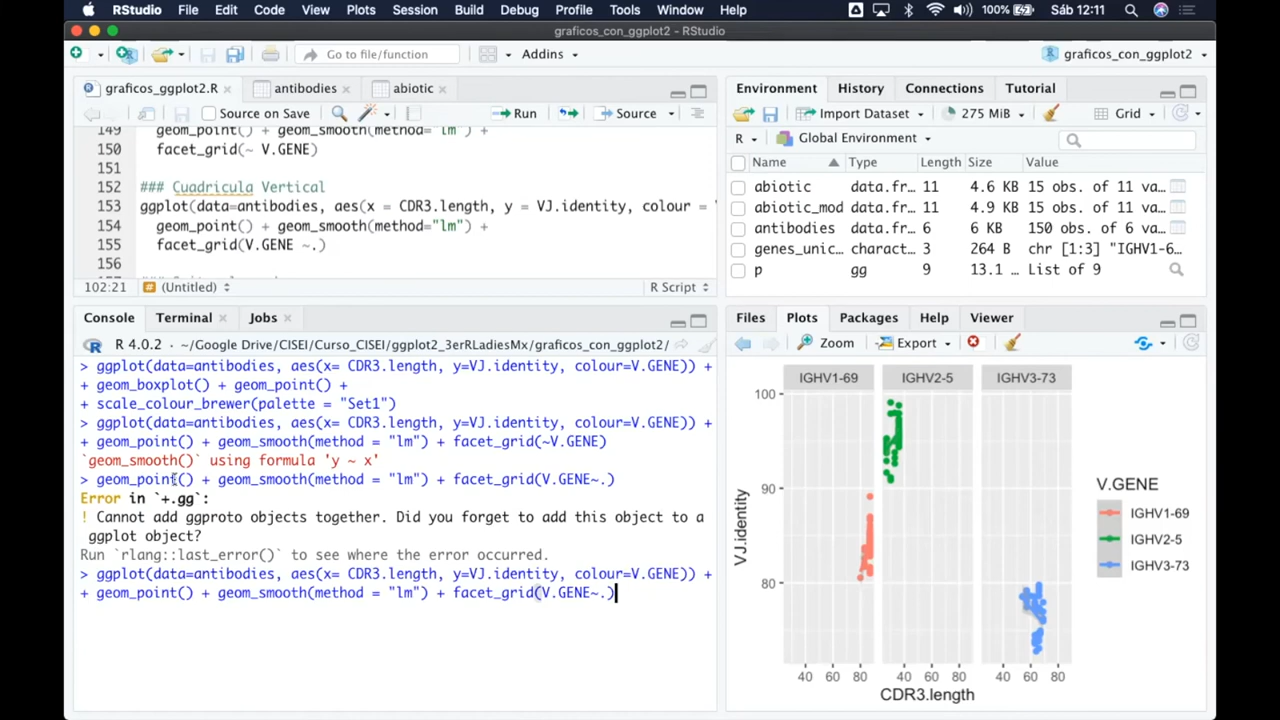 RStudio File Edit Code View Plots Session Build Debug Profile Tools Window Help 100% Sáb 12:11
graficos_con_ggplot2 - RStudio
Go to file/function Addins graficos_con_ggplot2
graficos_ggplot2.R antibodies abiotic
Source on Save Run Source
149 geom_point() + geom_smooth(method="lm") +
150 facet_grid(~ V.GENE)
151
152 ### Cuadricula Vertical
153 ggplot(data=antibodies, aes(x = CDR3.length, y = VJ.identity, colour =
154 geom_point() + geom_smooth(method="lm") +
155 facet_grid(V.GENE ~.)
156
102:21 (Untitled) R Script
Console Terminal Jobs
R 4.0.2 · ~/Google Drive/CISEI/Curso_CISEI/ggplot2_3erRLadiesMx/graficos_con_ggplot2/
> ggplot(data=antibodies, aes(x= CDR3.length, y=VJ.identity, colour=V.GENE)) +
+ geom_boxplot() + geom_point() +
+ scale_colour_brewer(palette = "Set1")
> ggplot(data=antibodies, aes(x= CDR3.length, y=VJ.identity, colour=V.GENE)) +
+ geom_point() + geom_smooth(method = "lm") + facet_grid(~V.GENE)
`geom_smooth()` using formula 'y ~ x'
> geom_point() + geom_smooth(method = "lm") + facet_grid(V.GENE~.)
Error in `+.gg`:
! Cannot add ggproto objects together. Did you forget to add this object to a
ggplot object?
Run `rlang::last_error()` to see where the error occurred.
> ggplot(data=antibodies, aes(x= CDR3.length, y=VJ.identity, colour=V.GENE)) +
+ geom_point() + geom_smooth(method = "lm") + facet_grid(V.GENE~.)
Environment History Connections Tutorial
Import Dataset 275 MiB Grid
R Global Environment
Name Type Length Size Value
abiotic data.fr… 11 4.6 KB 15 obs. of 11 va…
abiotic_mod data.fr… 11 4.9 KB 15 obs. of 11 va…
antibodies data.fr… 6 6 KB 150 obs. of 6 va…
genes_unic… charact… 3 264 B chr [1:3] "IGHV1-6…
p gg 9 13.1 … List of 9
Files Plots Packages Help Viewer
Zoom Export
IGHV1-69 IGHV2-5 IGHV3-73
100
90
80
VJ.identity
40 60 80 40 60 80 40 60 80
CDR3.length
V.GENE
IGHV1-69
IGHV2-5
IGHV3-73